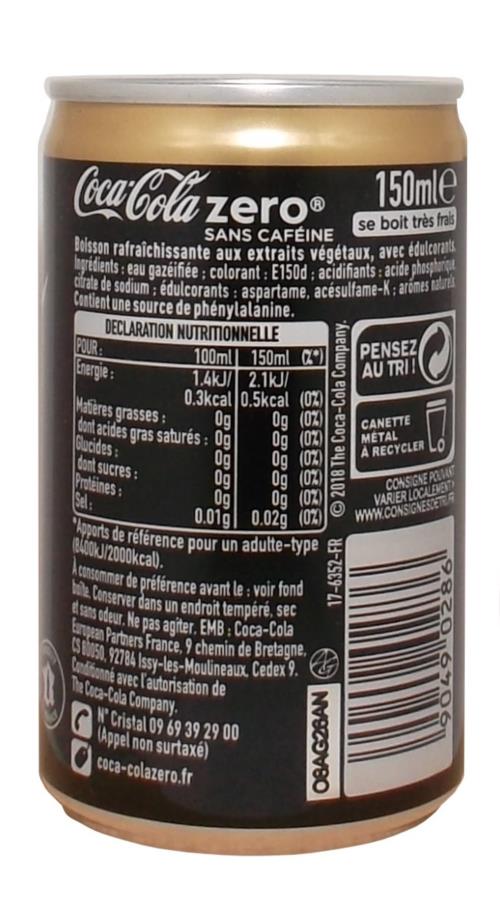 Coca-Cola zero®
SANS CAFÉINE
150ml e
se boit très frais
Boisson rafraîchissante aux extraits végétaux, avec édulcorants.
Ingrédients : eau gazéifiée ; colorant : E150d ; acidifiants : acide phosphorique,
citrate de sodium ; édulcorants : aspartame, acésulfame-K ; arômes naturels.
Contient une source de phénylalanine.
DECLARATION NUTRITIONNELLE
POUR : 100ml 150ml (%*)
Energie : 1.4kJ/ 2.1kJ/
0.3kcal 0.5kcal (0%)
Matières grasses : 0g 0g (0%)
dont acides gras saturés : 0g 0g (0%)
Glucides : 0g 0g (0%)
dont sucres : 0g 0g (0%)
Protéines : 0g 0g (0%)
Sel : 0.01g 0.02g (0%)
*Apports de référence pour un adulte-type
(8400kJ/2000kcal).
A consommer de préférence avant le : voir fond
boîte. Conserver dans un endroit tempéré, sec
et sans odeur. Ne pas agiter. EMB : Coca-Cola
European Partners France, 9 chemin de Bretagne,
CS 80050, 92784 Issy-les-Moulineaux, Cedex 9.
Conditionné avec l'autorisation de
The Coca-Cola Company.
N° Cristal 09 69 39 29 00
(Appel non surtaxé)
coca-colazero.fr
© 2018 The Coca-Cola Company.
17-6352-FR
PENSEZ
AU TRI !
CANETTE
MÉTAL
À RECYCLER
CONSIGNE POUVANT
VARIER LOCALEMENT >
WWW.CONSIGNESDETRI.FR
08AG26AN
9049 0286